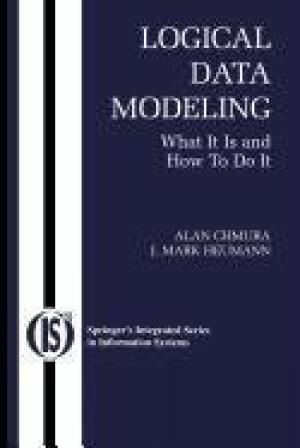 LOGICAL
DATA
MODELING
What It Is and
How To Do It
ALAN CHMURA
J. MARK HEUMANN
(IS)
Springer's Integrated Series
in Information Systems